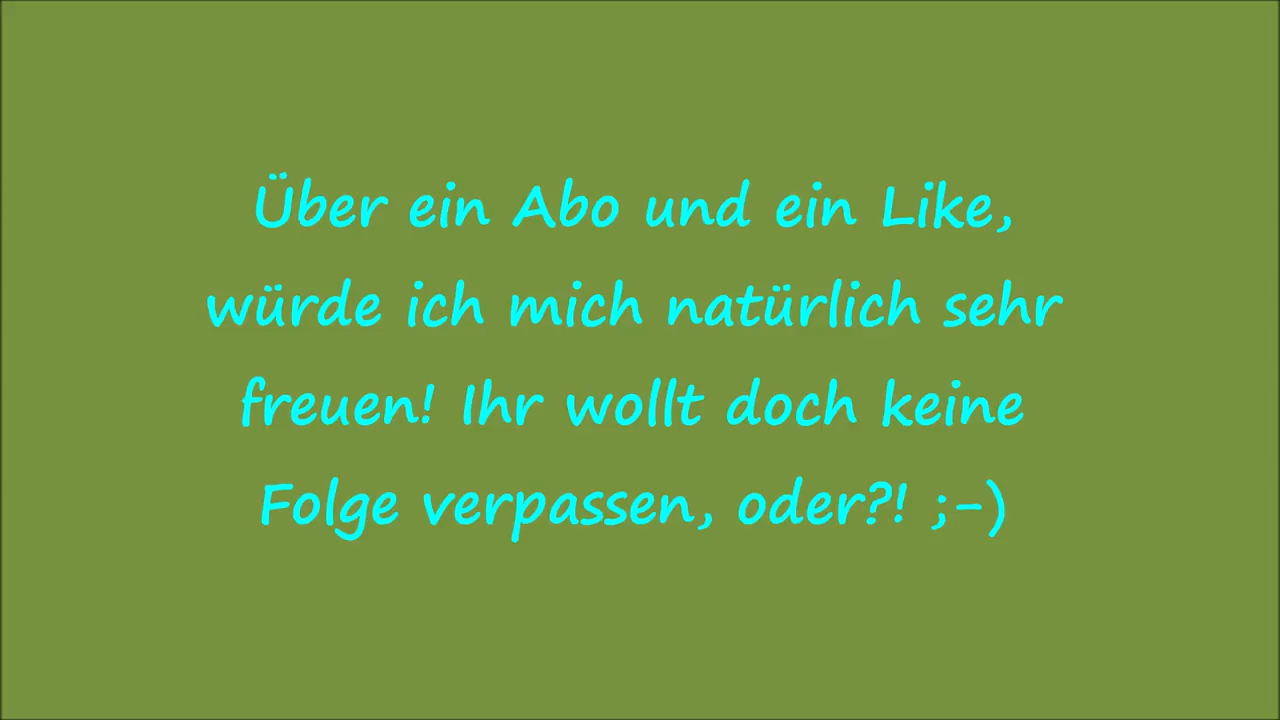 Über ein Abo und ein Like,
würde ich mich natürlich sehr
freuen! Ihr wollt doch keine
Folge verpassen, oder?! ;-)